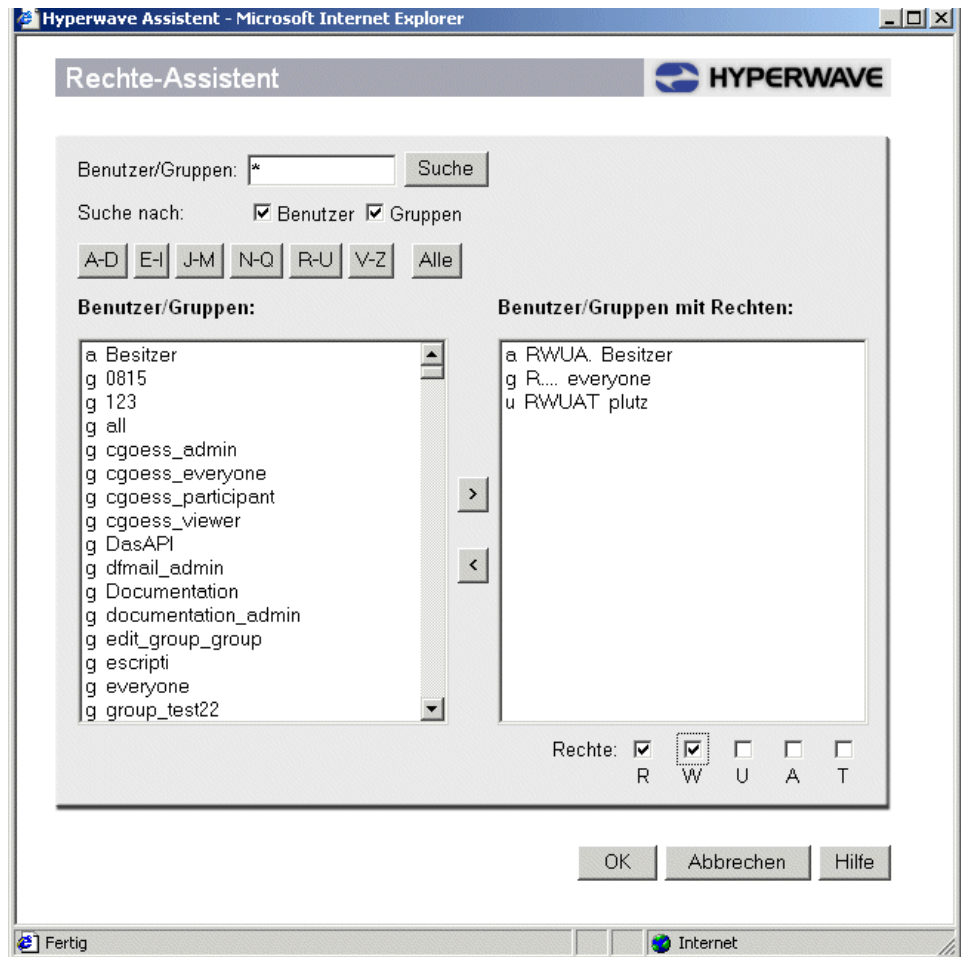 Hyperwave Assistent - Microsoft Internet Explorer
Rechte-Assistent
HYPERWAVE
Benutzer/Gruppen: * Suche
Suche nach: Benutzer Gruppen
A-D E-I J-M N-Q R-U V-Z Alle
Benutzer/Gruppen:
a Besitzer
g 0815
g 123
g all
g cgoess_admin
g cgoess_everyone
g cgoess_participant
g cgoess_viewer
g DasAPI
g dfmail_admin
g Documentation
g documentation_admin
g edit_group_group
g escripti
g everyone
g group_test22
>
<
Benutzer/Gruppen mit Rechten:
a RWUA. Besitzer
g R.... everyone
u RWUAT plutz
Rechte:
R W U A T
OK Abbrechen Hilfe
Fertig Internet